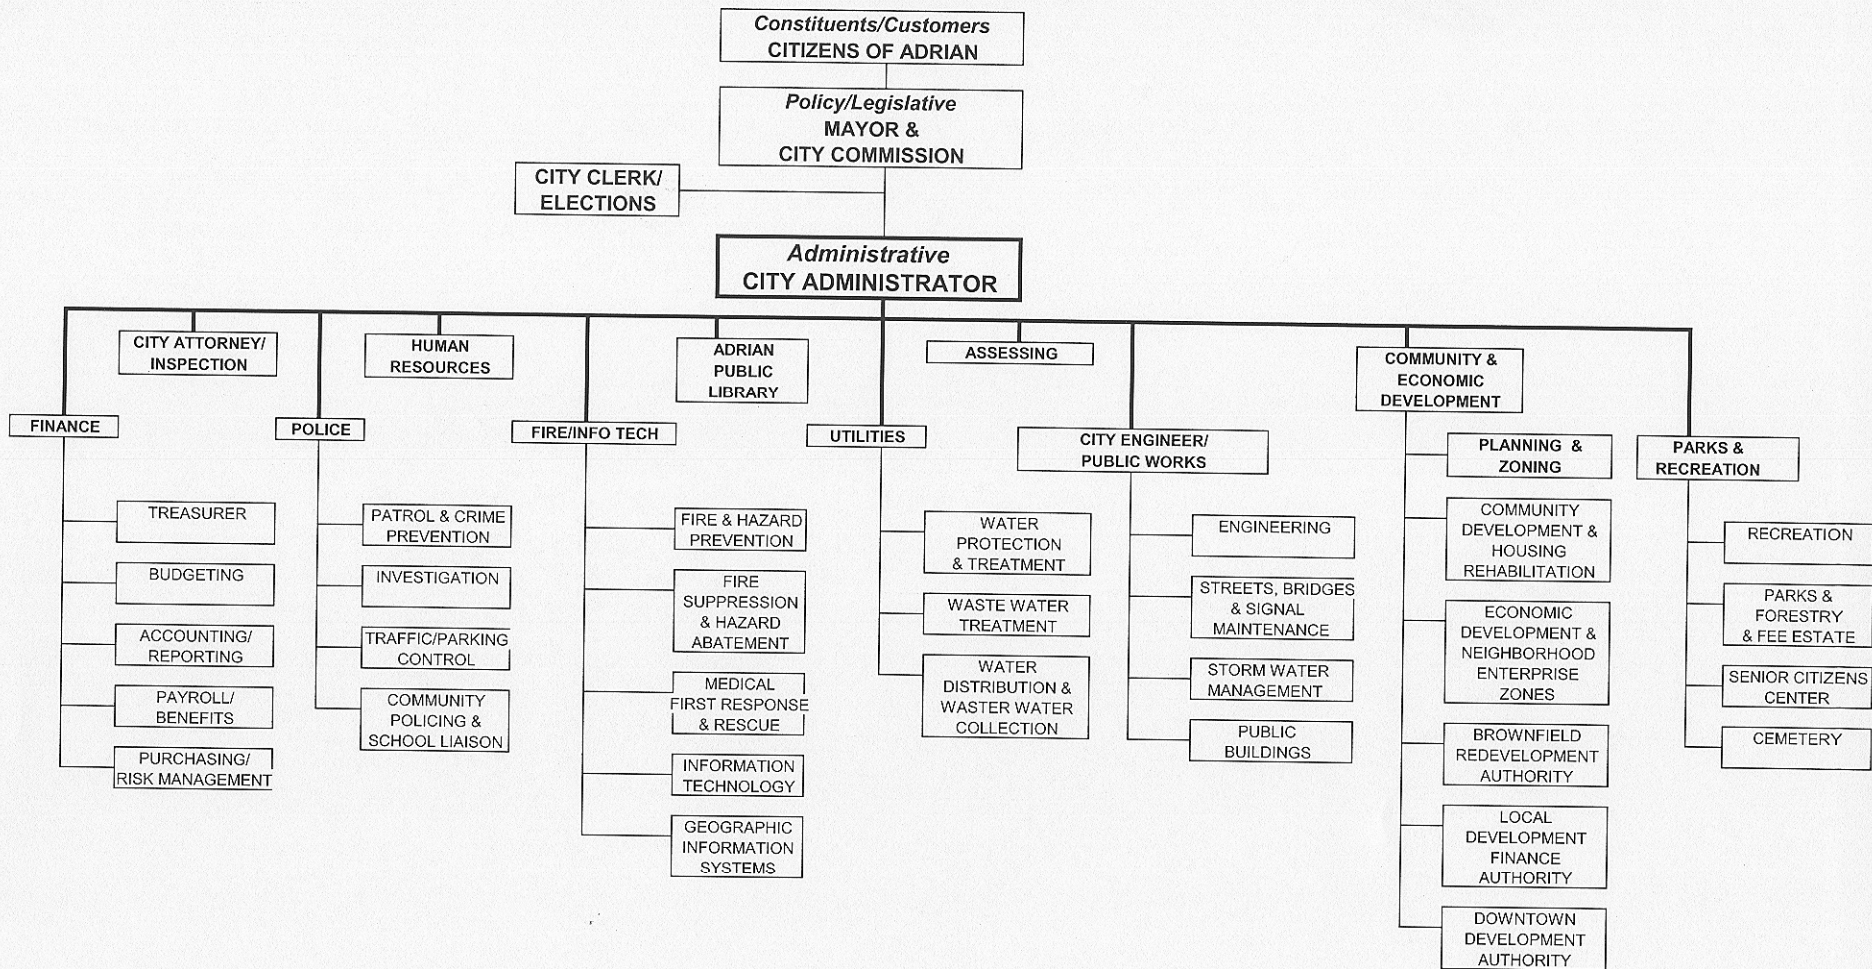 Constituents/Customers
CITIZENS OF ADRIAN
Policy/Legislative
MAYOR &
CITY COMMISSION
CITY CLERK/
ELECTIONS
Administrative
CITY ADMINISTRATOR
CITY ATTORNEY/
INSPECTION
HUMAN
RESOURCES
ADRIAN
PUBLIC
LIBRARY
ASSESSING
COMMUNITY &
ECONOMIC
DEVELOPMENT
FINANCE
POLICE
FIRE/INFO TECH
UTILITIES
CITY ENGINEER/
PUBLIC WORKS
PARKS &
RECREATION
TREASURER
BUDGETING
ACCOUNTING/
REPORTING
PAYROLL/
BENEFITS
PURCHASING/
RISK MANAGEMENT
PATROL & CRIME
PREVENTION
INVESTIGATION
TRAFFIC/PARKING
CONTROL
COMMUNITY
POLICING &
SCHOOL LIAISON
FIRE & HAZARD
PREVENTION
FIRE
SUPPRESSION
& HAZARD
ABATEMENT
MEDICAL
FIRST RESPONSE
& RESCUE
INFORMATION
TECHNOLOGY
GEOGRAPHIC
INFORMATION
SYSTEMS
WATER
PROTECTION
& TREATMENT
WASTE WATER
TREATMENT
WATER
DISTRIBUTION &
WASTER WATER
COLLECTION
ENGINEERING
STREETS, BRIDGES
& SIGNAL
MAINTENANCE
STORM WATER
MANAGEMENT
PUBLIC
BUILDINGS
PLANNING &
ZONING
COMMUNITY
DEVELOPMENT &
HOUSING
REHABILITATION
ECONOMIC
DEVELOPMENT &
NEIGHBORHOOD
ENTERPRISE
ZONES
BROWNFIELD
REDEVELOPMENT
AUTHORITY
LOCAL
DEVELOPMENT
FINANCE
AUTHORITY
DOWNTOWN
DEVELOPMENT
AUTHORITY
RECREATION
PARKS &
FORESTRY
& FEE ESTATE
SENIOR CITIZENS
CENTER
CEMETERY